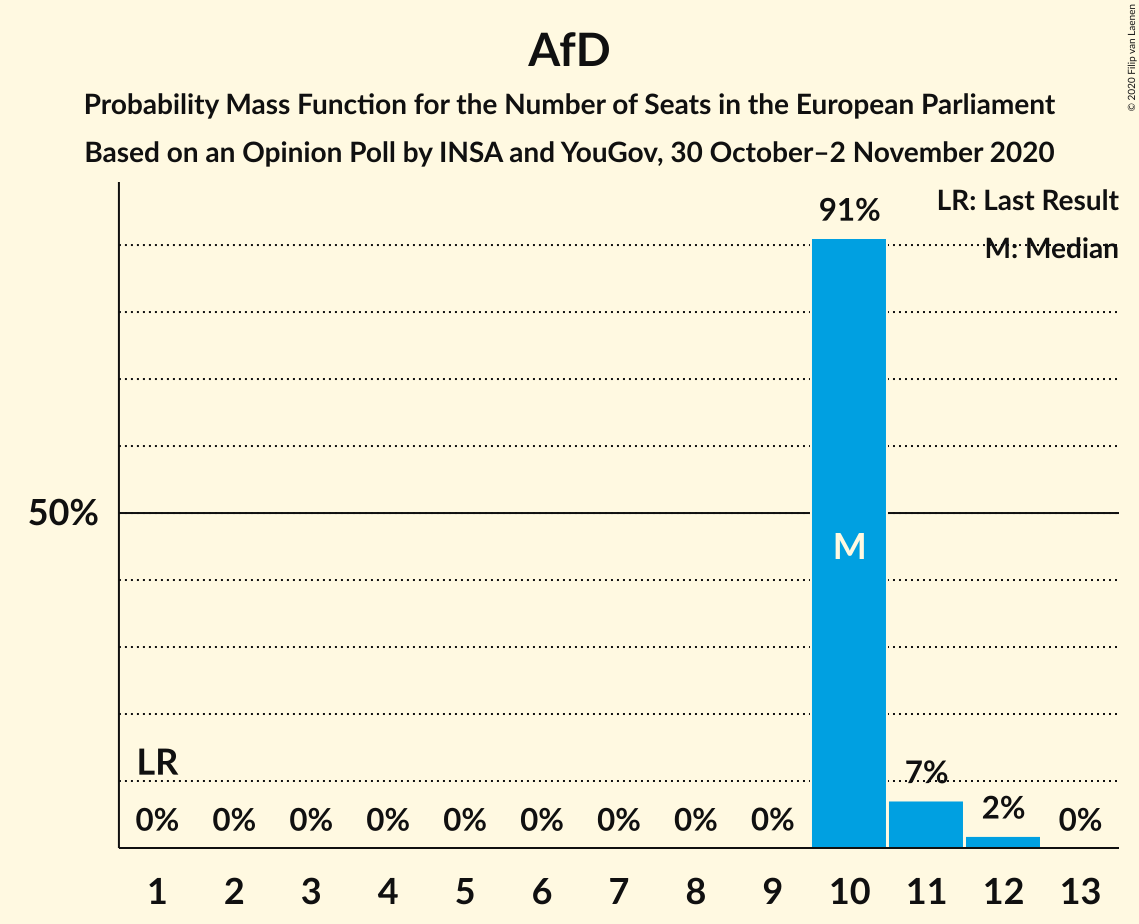 AfD
Probability Mass Function for the Number of Seats in the European Parliament
Based on an Opinion Poll by INSA and YouGov, 30 October–2 November 2020
© 2020 Filip van Laenen
LR: Last Result
M: Median
91%
50%
M
LR
7%
2%
0% 0% 0% 0% 0% 0% 0% 0% 0% 0%
1 2 3 4 5 6 7 8 9 10 11 12 13